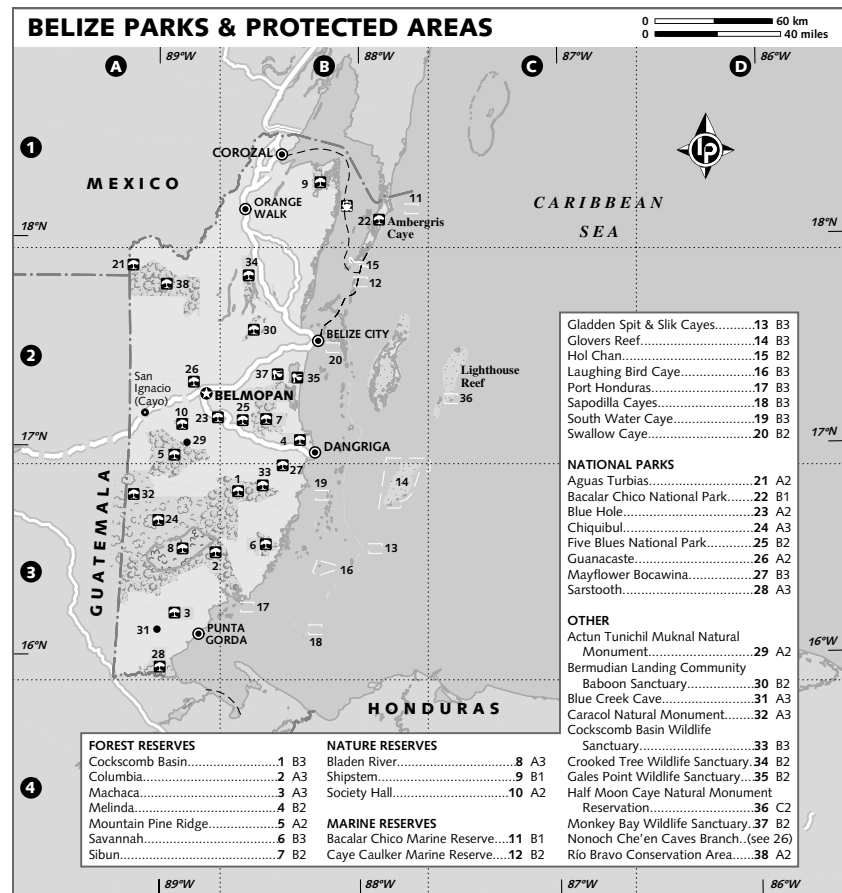 BELIZE PARKS & PROTECTED AREAS
0 60 km
0 40 miles
A 89°W B 88°W C 87°W D 86°W
1
MEXICO
COROZAL
9
ORANGE
WALK
22 Ambergris
Caye
11
CARIBBEAN
SEA
LP
18°N
18°N
21
38
34
15
12
30
BELIZE CITY
20
2
26
37
35
Lighthouse
Reef
36
San
Ignacio
(Cayo)
BELMOPAN
10
23
25
7
29
4
5
17°N
17°N
DANGRIGA
27
33
1
32
19
14
24
GUATEMALA
8
2
6
13
3
16
3
17
31
PUNTA
GORDA
18
16°N
16°N
28
HONDURAS
4
Gladden Spit & Slik Cayes..........13 B3
Glovers Reef..........14 B3
Hol Chan..........15 B2
Laughing Bird Caye..........16 B3
Port Honduras..........17 B3
Sapodilla Cayes..........18 B3
South Water Caye..........19 B3
Swallow Caye..........20 B2
NATIONAL PARKS
Aguas Turbias..........21 A2
Bacalar Chico National Park..........22 B1
Blue Hole..........23 A2
Chiquibul..........24 A3
Five Blues National Park..........25 B2
Guanacaste..........26 A2
Mayflower Bocawina..........27 B3
Sarstooth..........28 A3
OTHER
Actun Tunichil Muknal Natural
Monument..........29 A2
Bermudian Landing Community
Baboon Sanctuary..........30 B2
Blue Creek Cave..........31 A3
Caracol Natural Monument..........32 A3
Cockscomb Basin Wildlife
Sanctuary..........33 B3
Crooked Tree Wildlife Sanctuary..34 B2
Gales Point Wildlife Sanctuary....35 B2
Half Moon Caye Natural Monument
Reservation..........36 C2
Monkey Bay Wildlife Sanctuary..37 B2
Nonoch Che'en Caves Branch..(see 26)
Río Bravo Conservation Area......38 A2
FOREST RESERVES
Cockscomb Basin..........1 B3
Columbia..........2 A3
Machaca..........3 A3
Melinda..........4 B2
Mountain Pine Ridge..........5 A2
Savannah..........6 B3
Sibun..........7 B2
NATURE RESERVES
Bladen River..........8 A3
Shipstem..........9 B1
Society Hall..........10 A2
MARINE RESERVES
Bacalar Chico Marine Reserve....11 B1
Caye Caulker Marine Reserve.....12 B2
89°W 88°W 87°W 86°W